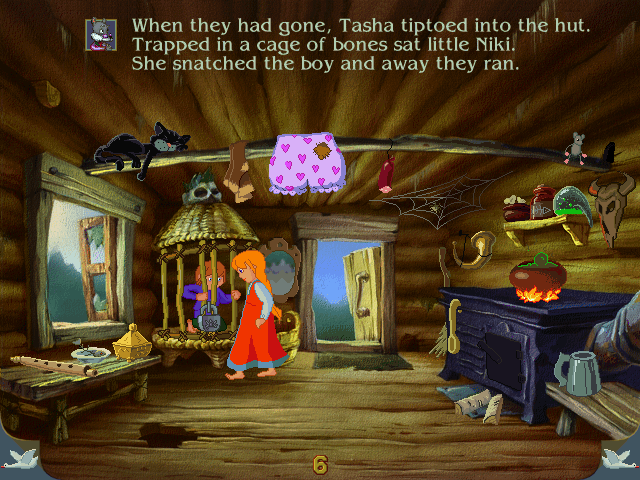 When they had gone, Tasha tiptoed into the hut.
Trapped in a cage of bones sat little Niki.
She snatched the boy and away they ran.
6